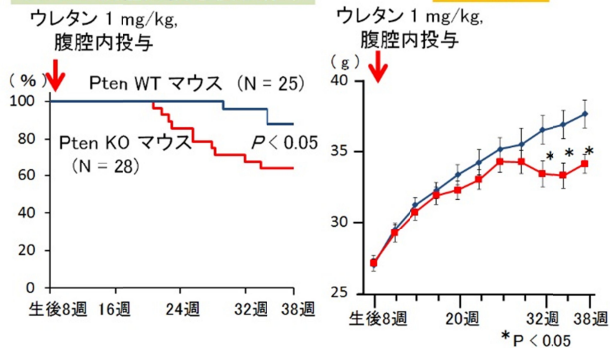 ウレタン 1 mg/kg,
腹腔内投与
(%)
Pten WT マウス (N = 25)
100
80
60
40
20
0
Pten KO マウス
(N = 28)
P < 0.05
生後8週
16週
24週
32週
38週
ウレタン 1 mg/kg,
腹腔内投与
(g)
40
35
30
25
* * *
生後8週
20週
32週
38週
*P < 0.05